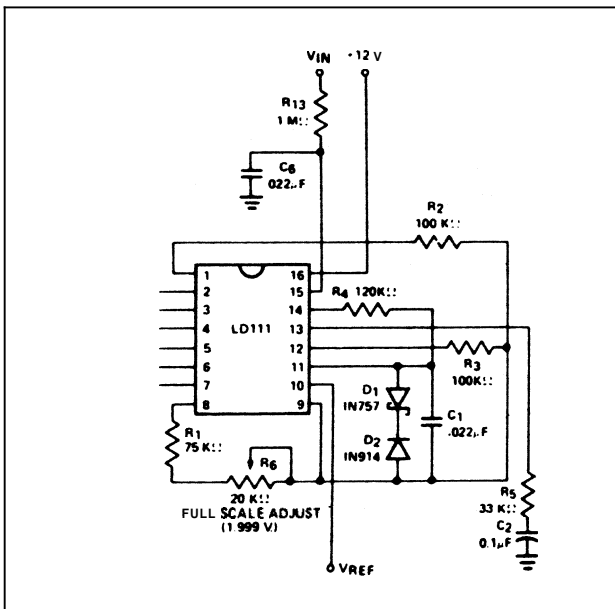 VIN
+12 V
R13
1 MΩ
C6
.022μF
R2
100 KΩ
1
2
3
4
5
6
7
8
LD111
16
15
14
13
12
11
10
9
R4 120KΩ
R3
100KΩ
D1
IN757
D2
IN914
C1
.022μF
R1
75 KΩ
R6
20 KΩ
FULL SCALE ADJUST
(1.999 V)
R5
33 KΩ
C2
0.1μF
VREF